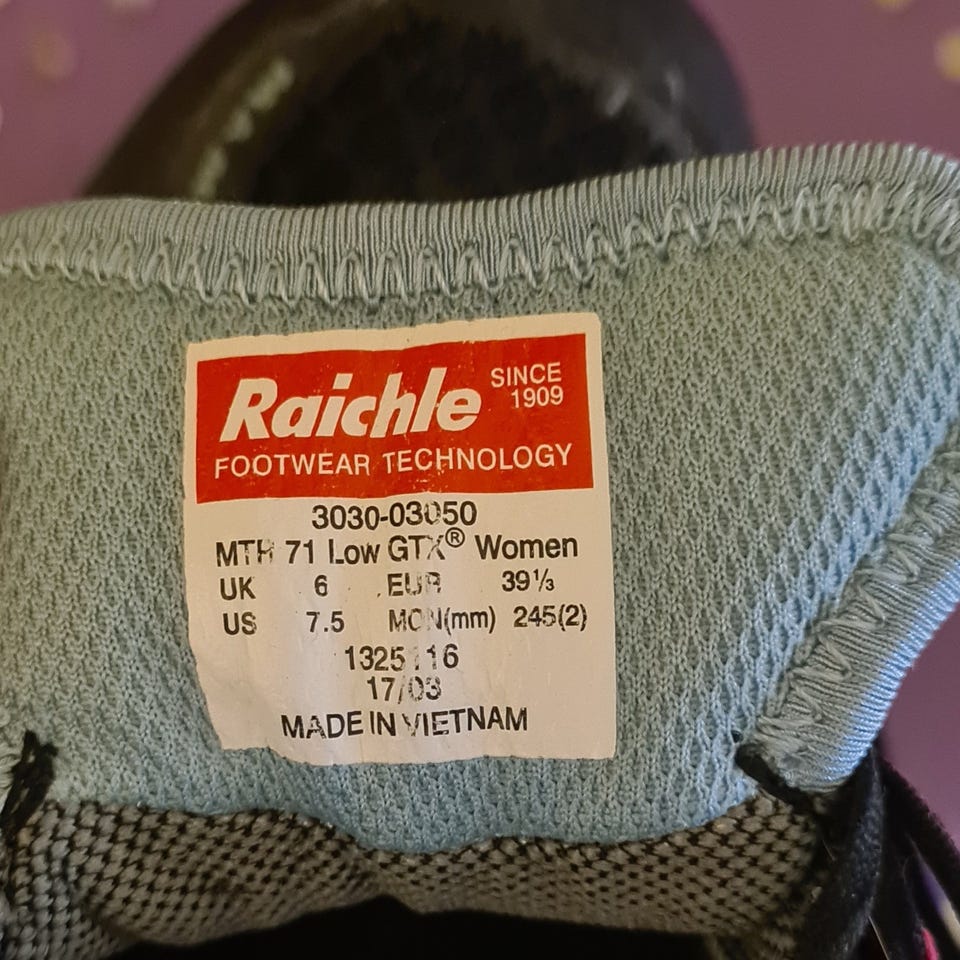 Raichle SINCE 1909
FOOTWEAR TECHNOLOGY
3030-03050
MTR 71 Low GTX® Women
UK 6 EUR 39⅓
US 7.5 MON(mm) 245(2)
17/03
MADE IN VIETNAM